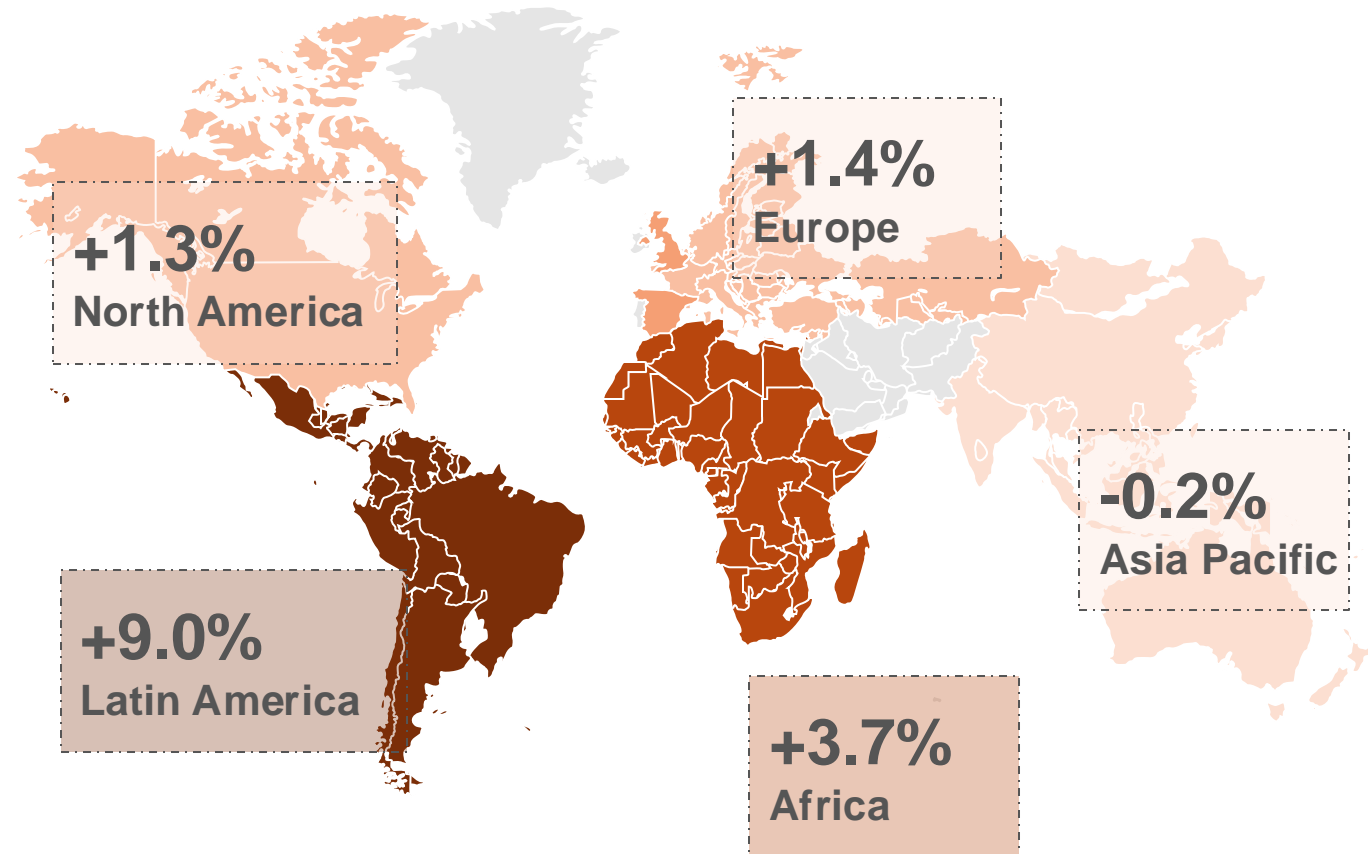 +1.4%
Europe
+1.3%
North America
-0.2%
Asia Pacific
+9.0%
Latin America
+3.7%
Africa